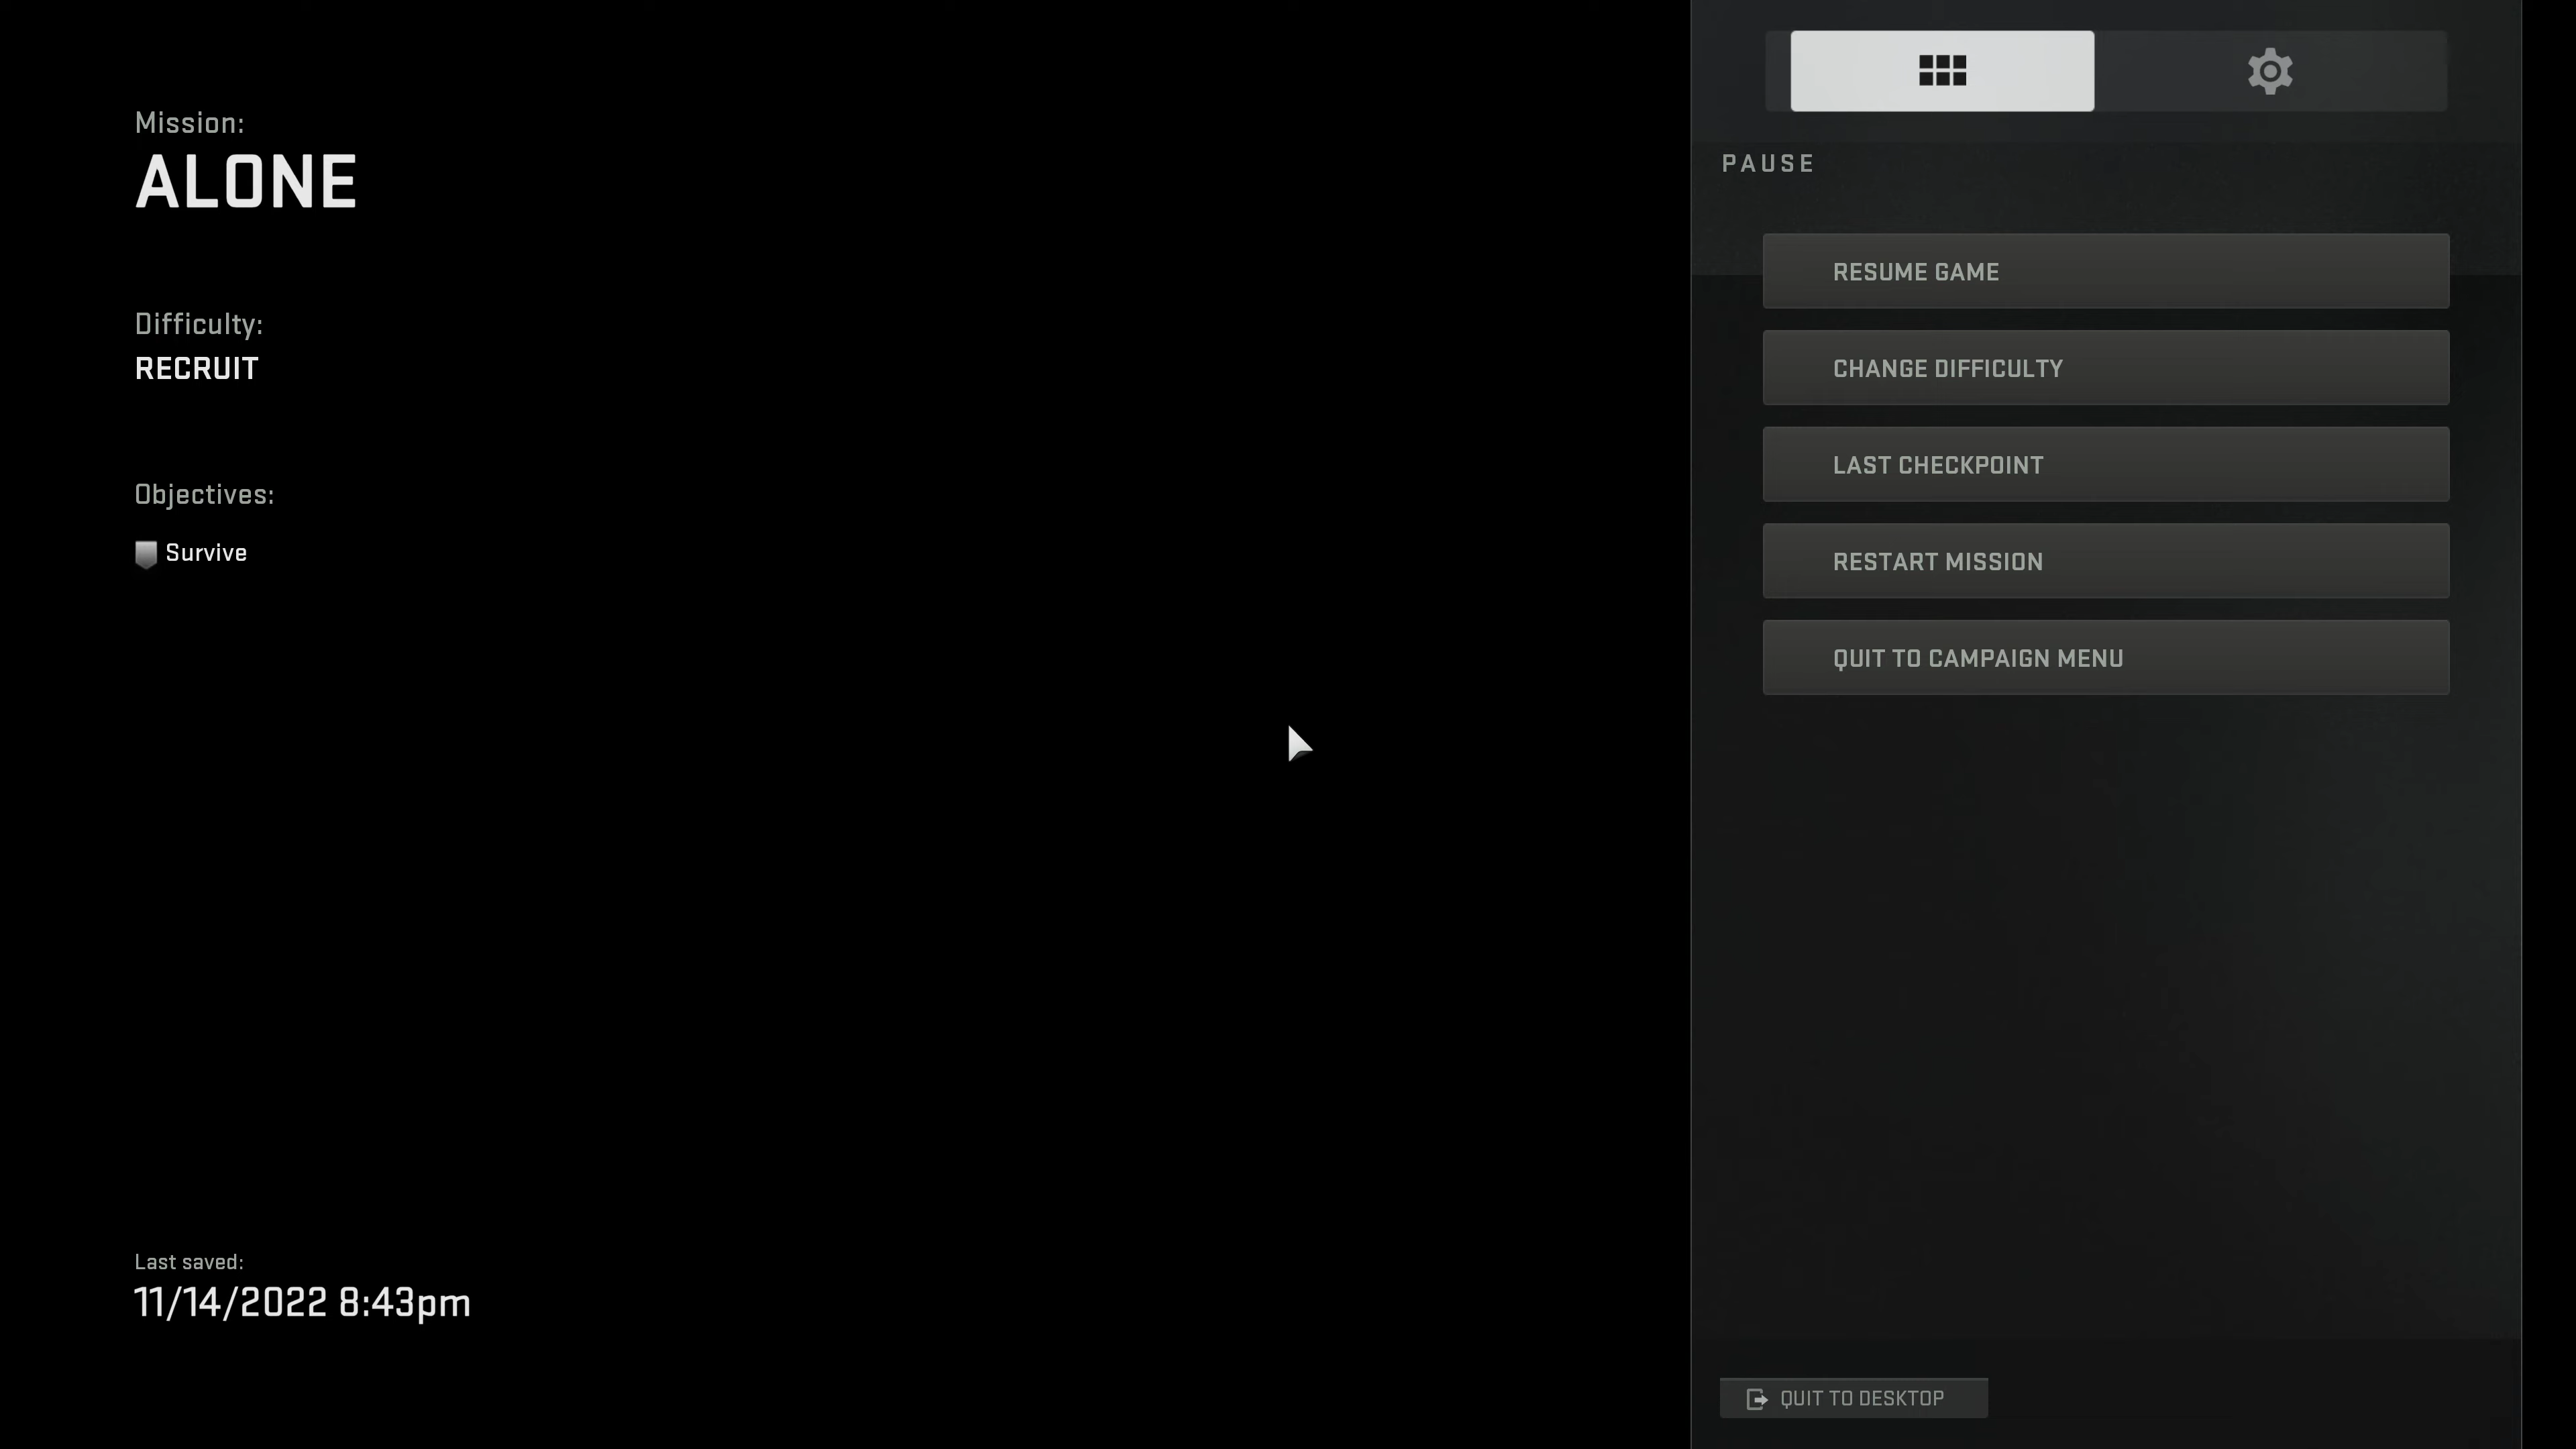 Mission:
ALONE
Difficulty:
RECRUIT
Objectives:
Survive
Last saved:
11/14/2022 8:43pm
PAUSE
RESUME GAME
CHANGE DIFFICULTY
LAST CHECKPOINT
RESTART MISSION
QUIT TO CAMPAIGN MENU
QUIT TO DESKTOP